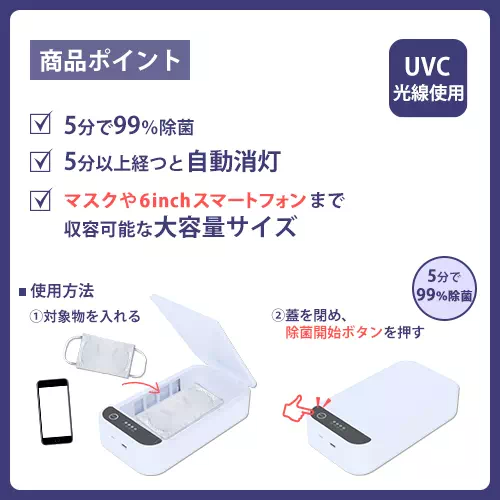 商品ポイント
UVC
光線使用
5分で99%除菌
5分以上経つと自動消灯
マスクや6inchスマートフォンまで
収容可能な大容量サイズ
5分で
99%除菌
■使用方法
①対象物を入れる
②蓋を閉め、
除菌開始ボタンを押す